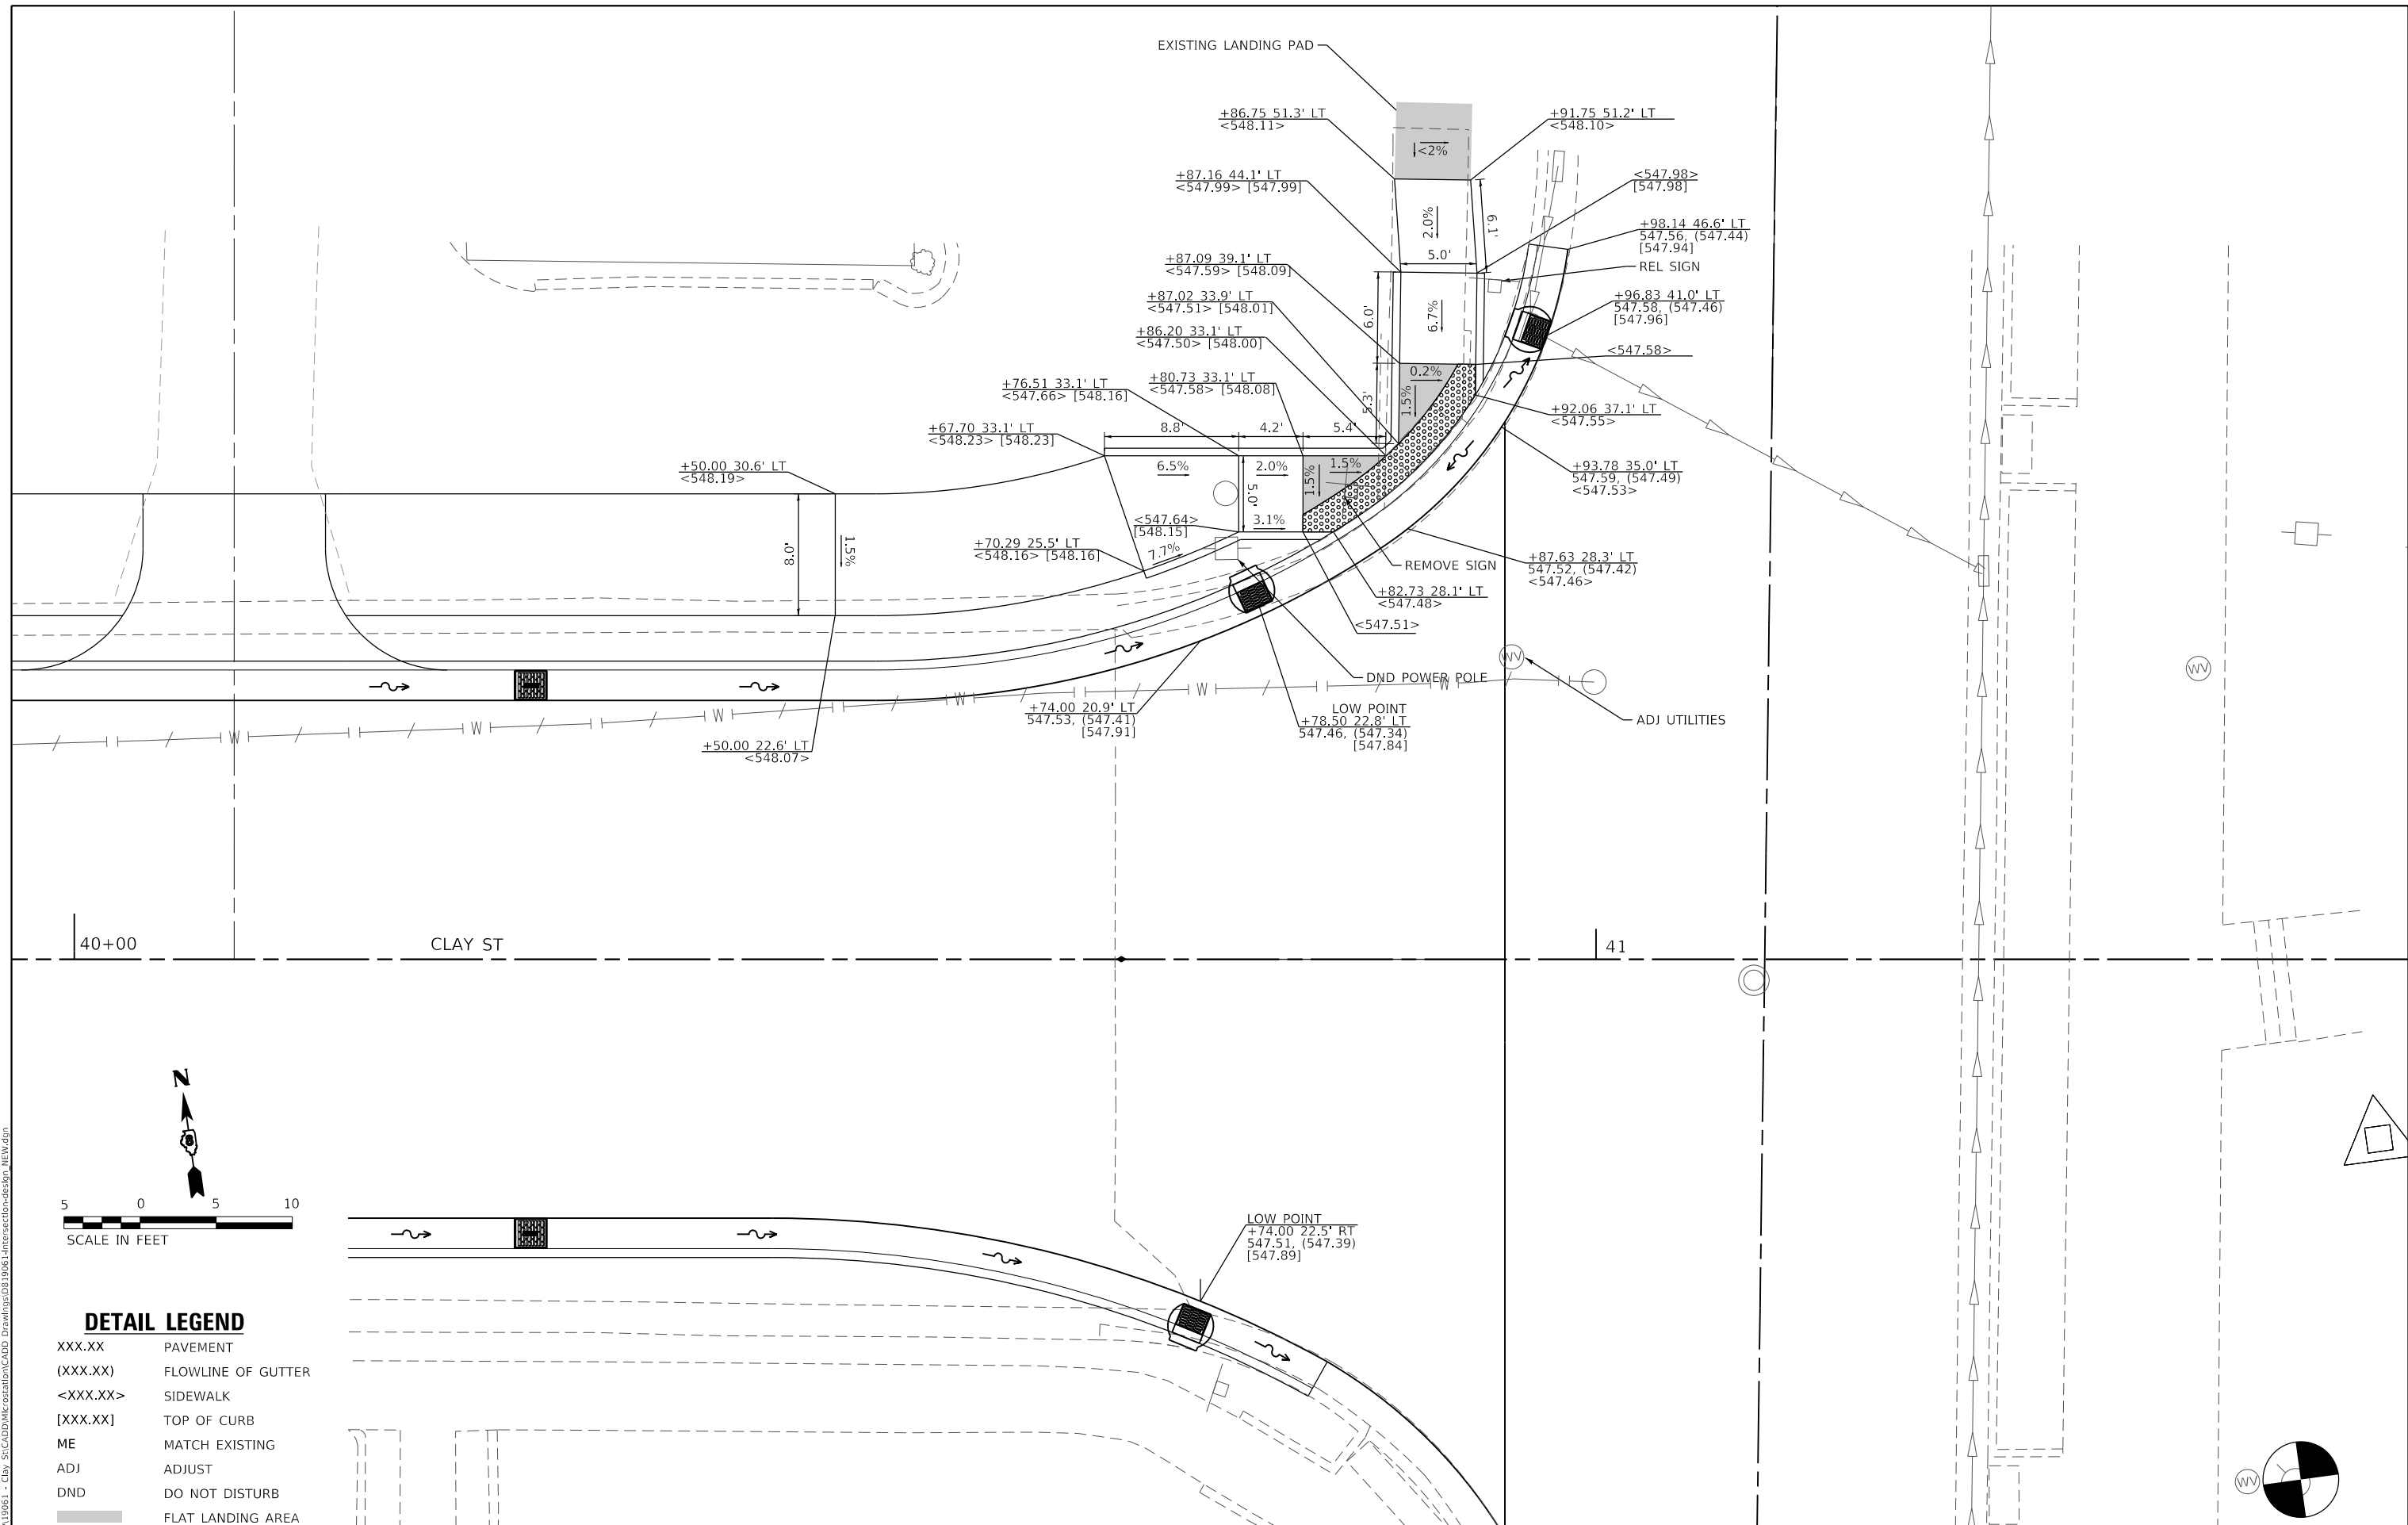 EXISTING LANDING PAD
+86.75 51.3' LT
<548.11>
+91.75 51.2' LT
<548.10>
<2%
+87.16 44.1' LT
<547.99> [547.99]
<547.98>
[547.98]
2.0%
6.1'
+98.14 46.6' LT
547.56, (547.44)
[547.94]
5.0'
REL SIGN
+87.09 39.1' LT
<547.59> [548.09]
+87.02 33.9' LT
<547.51> [548.01]
+96.83 41.0' LT
547.58, (547.46)
[547.96]
6.0'
6.7%
+86.20 33.1' LT
<547.50> [548.00]
<547.58>
+76.51 33.1' LT
<547.66> [548.16]
+80.73 33.1' LT
<547.58> [548.08]
0.2%
1.5%
5.3'
+92.06 37.1' LT
<547.55>
+67.70 33.1' LT
<548.23> [548.23]
8.8'
4.2'
5.4'
+50.00 30.6' LT
<548.19>
6.5%
2.0%
1.5%
1.5%
5.0'
+93.78 35.0' LT
547.59, (547.49)
<547.53>
<547.64>
[548.15]
3.1%
8.0'
1.5%
+70.29 25.5' LT
<548.16> [548.16]
7.7%
REMOVE SIGN
+87.63 28.3' LT
547.52, (547.42)
<547.46>
+82.73 28.1' LT
<547.48>
<547.51>
WV
WV
DND POWER POLE
W
W
W
W
W
W
+74.00 20.9' LT
547.53, (547.41)
[547.91]
LOW POINT
+78.50 22.8' LT
547.46, (547.34)
[547.84]
ADJ UTILITIES
+50.00 22.6' LT
<548.07>
40+00
CLAY ST
41
N
8
5 0 5 10
SCALE IN FEET
LOW POINT
+74.00 22.5' RT
547.51, (547.39)
[547.89]
DETAIL LEGEND
XXX.XX PAVEMENT
(XXX.XX) FLOWLINE OF GUTTER
<XXX.XX> SIDEWALK
[XXX.XX] TOP OF CURB
ME MATCH EXISTING
ADJ ADJUST
DND DO NOT DISTURB
FLAT LANDING AREA
WV